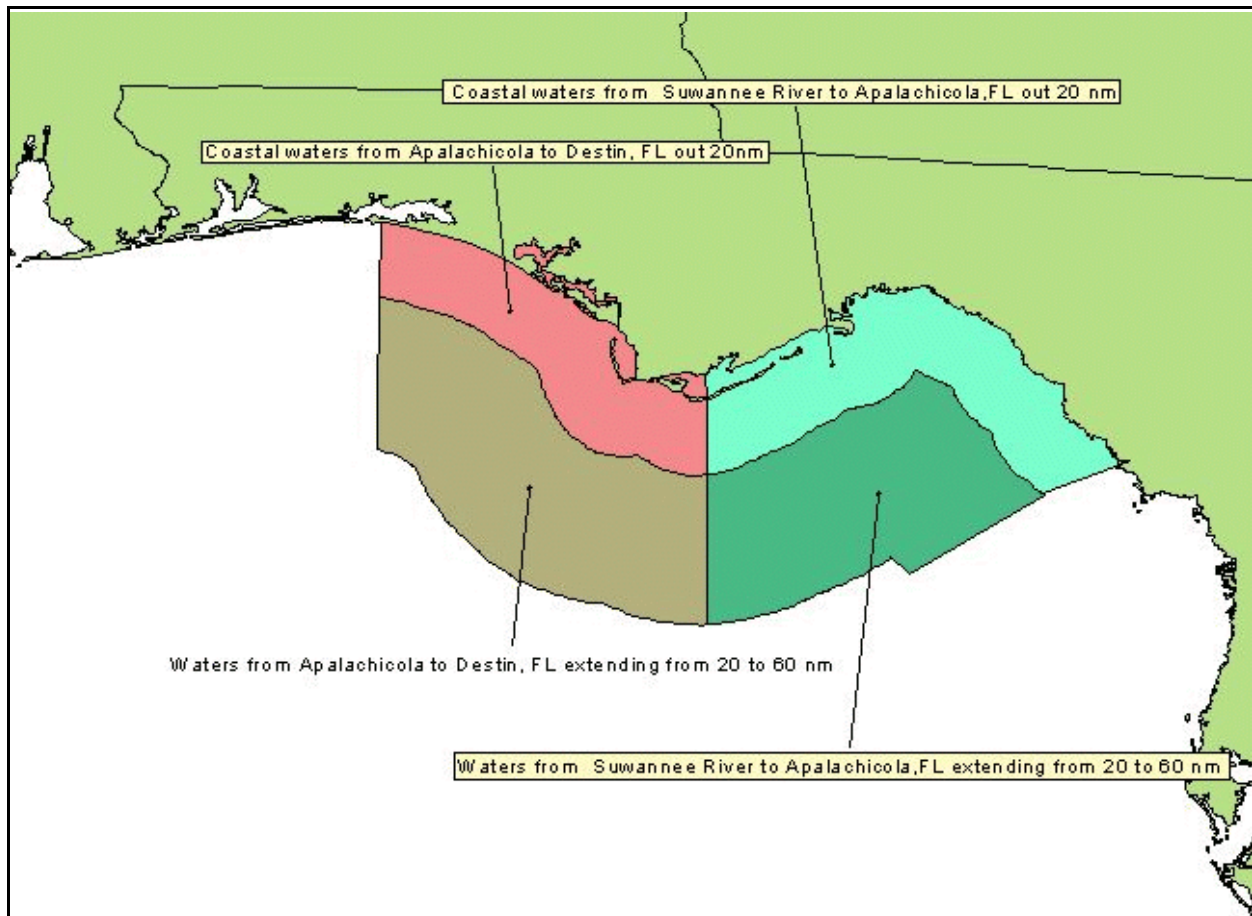 Coastal waters from Suwannee River to Apalachicola,FL out 20 nm
Coastal waters from Apalachicola to Destin, FL out 20nm
Waters from Apalachicola to Destin, FL extending from 20 to 60 nm
Waters from Suwannee River to Apalachicola,FL extending from 20 to 60 nm